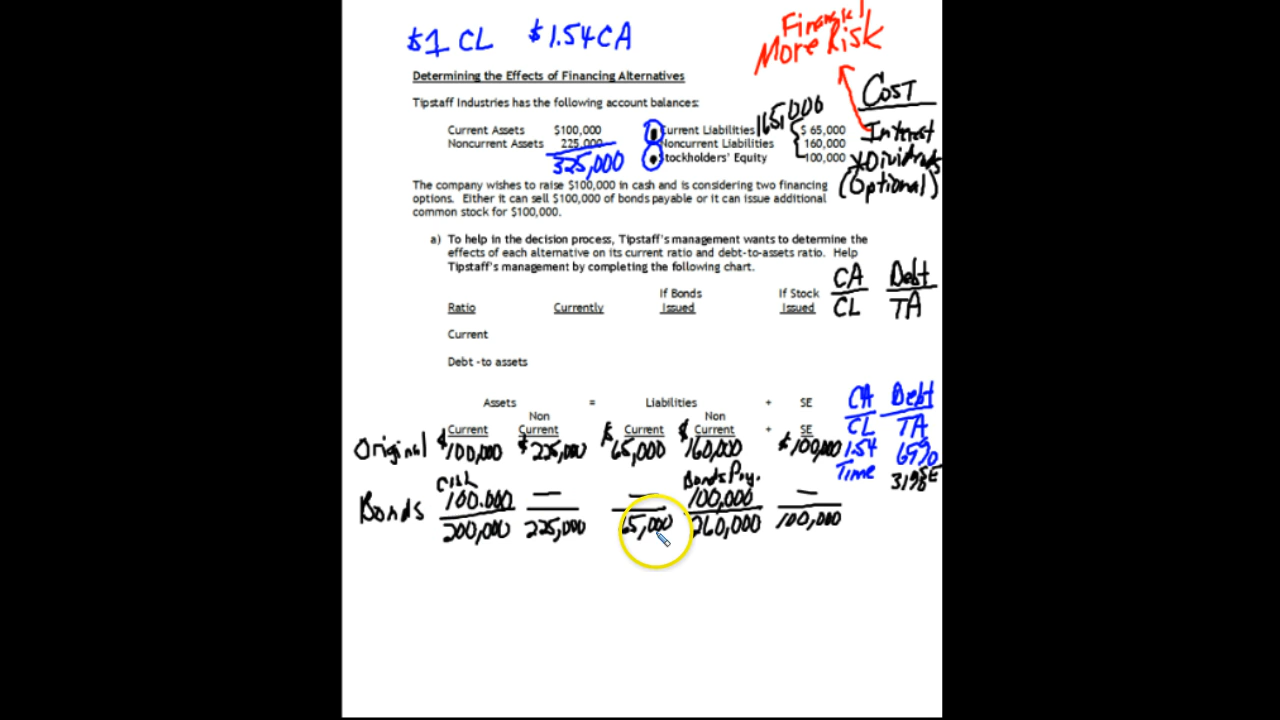 $1 CL $1.54 CA
Financial
More Risk
Determining the Effects of Financing Alternatives
Cost
Tipstaff Industries has the following account balances:
165,000
Current Assets $100,000 Current Liabilities $ 65,000 Interest
Noncurrent Assets 225,000 Noncurrent Liabilities 160,000
325,000 Stockholders' Equity 100,000 Dividends
(Optional)
The company wishes to raise $100,000 in cash and is considering two financing
options. Either it can sell $100,000 of bonds payable or it can issue additional
common stock for $100,000.
a) To help in the decision process, Tipstaff's management wants to determine the
effects of each alternative on its current ratio and debt-to-assets ratio. Help
Tipstaff's management by completing the following chart.
CA Debt
CL TA
If Bonds If Stock
Ratio Currently Issued Issued
Current
Debt -to assets
Assets = Liabilities + SE CA Debt
Non Non CL TA
Current Current Current Current + SE
Original $100,000 $225,000 $65,000 $160,000 $100,000 1.54 69%
Time 31% SE
Cash Bonds Pay.
Bonds 100,000 — — 100,000 —
200,000 225,000 65,000 260,000 100,000